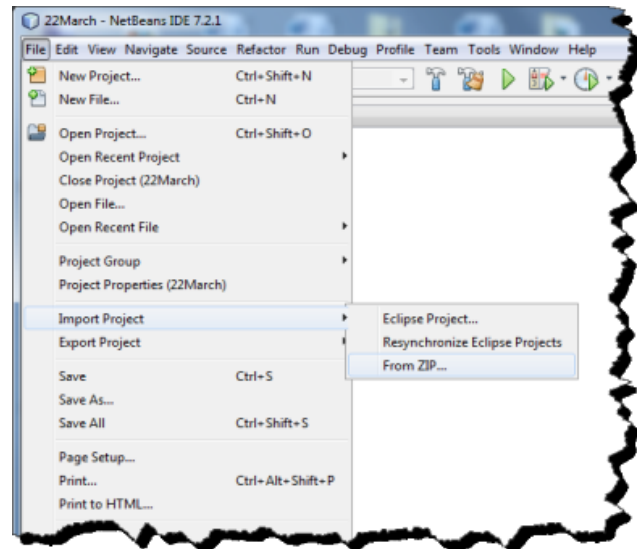 22March - NetBeans IDE 7.2.1
File Edit View Navigate Source Refactor Run Debug Profile Team Tools Window Help
New Project... Ctrl+Shift+N
New File... Ctrl+N
Open Project... Ctrl+Shift+O
Open Recent Project
Close Project (22March)
Open File...
Open Recent File
Project Group
Project Properties (22March)
Import Project
Eclipse Project...
Export Project
Resynchronize Eclipse Projects
From ZIP...
Save Ctrl+S
Save As...
Save All Ctrl+Shift+S
Page Setup...
Print... Ctrl+Alt+Shift+P
Print to HTML...